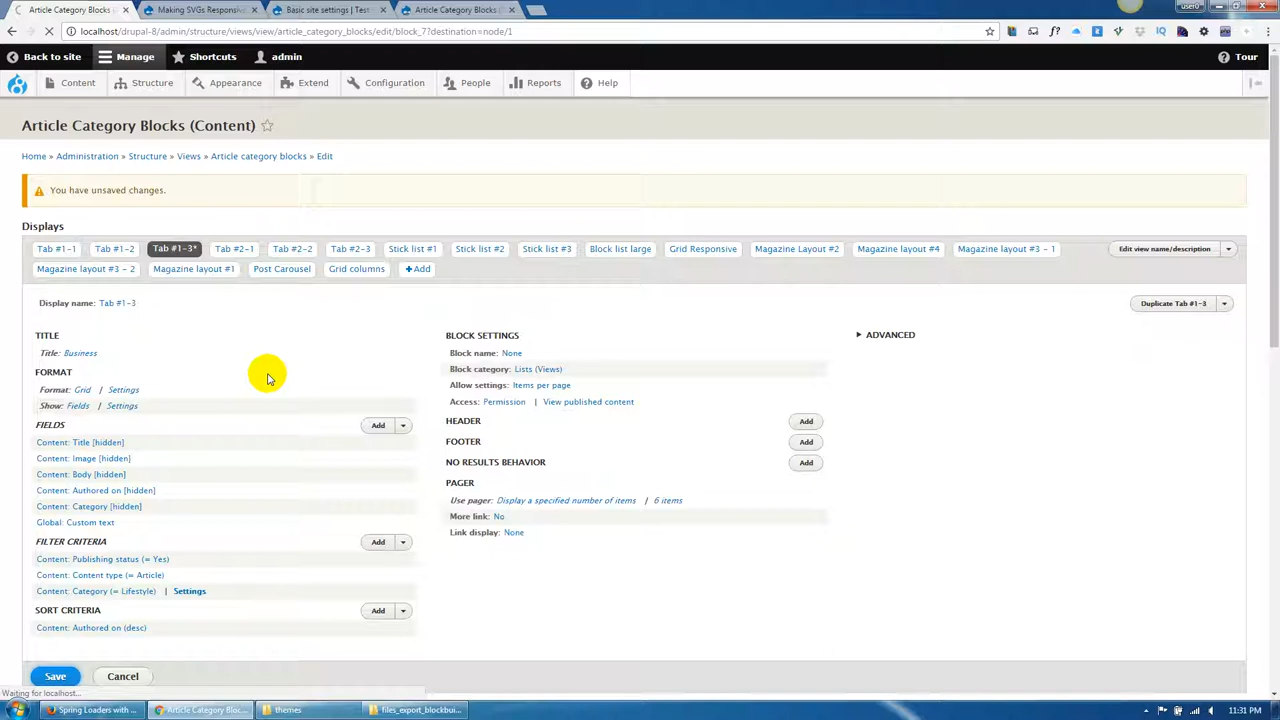 Article Category Blocks (
Making SVGs Responsiv
Basic site settings | Test
Article Category Blocks |
user0
localhost/drupal-8/admin/structure/views/view/article_category_blocks/edit/block_7?destination=node/1
Back to site
Manage
Shortcuts
admin
Tour
Content
Structure
Appearance
Extend
Configuration
People
Reports
Help
Article Category Blocks (Content)
Home » Administration » Structure » Views » Article category blocks » Edit
You have unsaved changes.
Displays
Tab #1-1 Tab #1-2 Tab #1-3* Tab #2-1 Tab #2-2 Tab #2-3 Stick list #1 Stick list #2 Stick list #3 Block list large Grid Responsive Magazine Layout #2 Magazine layout #4 Magazine layout #3 - 1 Edit view name/description
Magazine layout #3 - 2 Magazine layout #1 Post Carousel Grid columns +Add
Display name: Tab #1-3
Duplicate Tab #1-3
TITLE
Title: Business
FORMAT
Format: Grid | Settings
Show: Fields | Settings
FIELDS
Add
Content: Title [hidden]
Content: Image [hidden]
Content: Body [hidden]
Content: Authored on [hidden]
Content: Category [hidden]
Global: Custom text
FILTER CRITERIA
Add
Content: Publishing status (= Yes)
Content: Content type (= Article)
Content: Category (= Lifestyle) | Settings
SORT CRITERIA
Add
Content: Authored on (desc)
BLOCK SETTINGS
Block name: None
Block category: Lists (Views)
Allow settings: Items per page
Access: Permission | View published content
HEADER
Add
FOOTER
Add
NO RESULTS BEHAVIOR
Add
PAGER
Use pager: Display a specified number of items | 6 items
More link: No
Link display: None
ADVANCED
Save
Cancel
Waiting for localhost...
Spring Loaders with ...
Article Category Bloc...
themes
files_export_blockbui...
11:31 PM